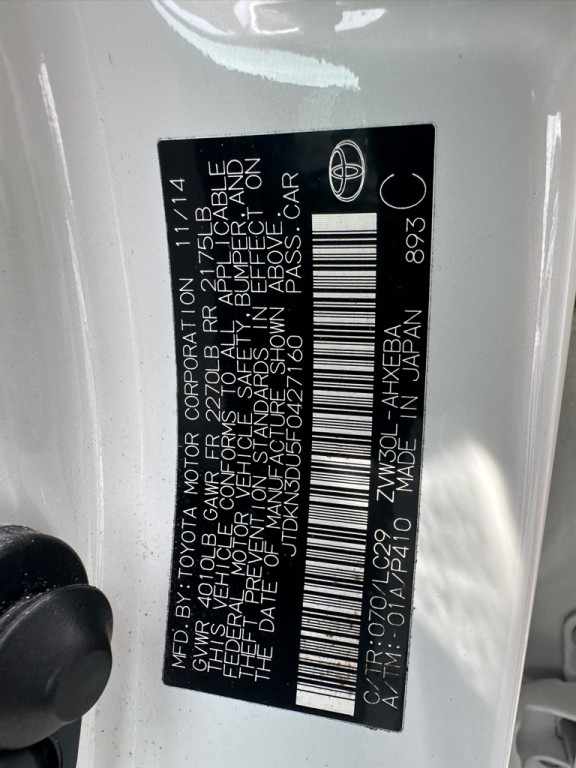 MFD. BY: TOYOTA MOTOR CORPORATION 11/14
GVWR 4010LB GAWR FR 2270LB RR 2175LB
THIS VEHICLE CONFORMS TO ALL APPLICABLE
FEDERAL MOTOR VEHICLE SAFETY, BUMPER, AND
THEFT PREVENTION STANDARDS IN EFFECT ON
THE DATE OF MANUFACTURE SHOWN ABOVE.
JTDKN3DU5F0427160 PASS. CAR
C/TR: 070/LC29 ZVW30L-AHXEBA
A/TM: -01A/P410 MADE IN JAPAN 893 C